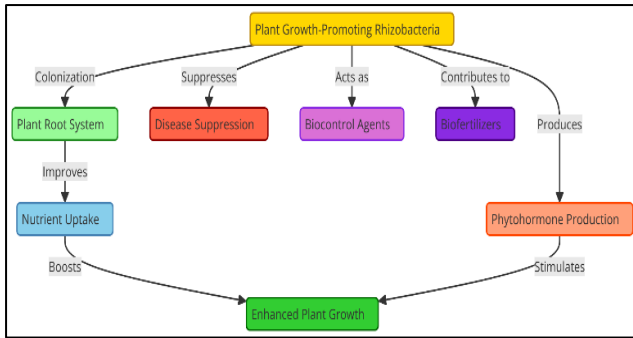 Plant Growth-Promoting Rhizobacteria
Colonization
Suppresses
Acts as
Contributes to
Plant Root System
Disease Suppression
Biocontrol Agents
Biofertilizers
Produces
Improves
Nutrient Uptake
Phytohormone Production
Boosts
Stimulates
Enhanced Plant Growth